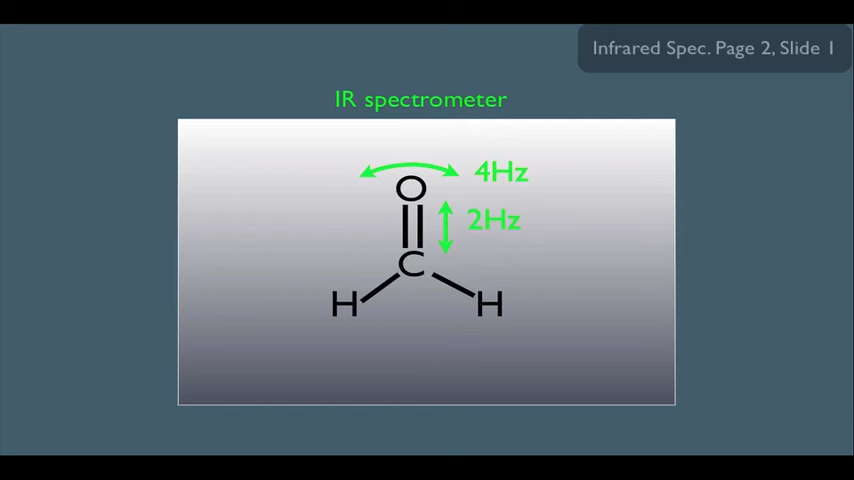 Infrared Spec. Page 2, Slide 1
IR spectrometer
4Hz
O
2Hz
C
H H